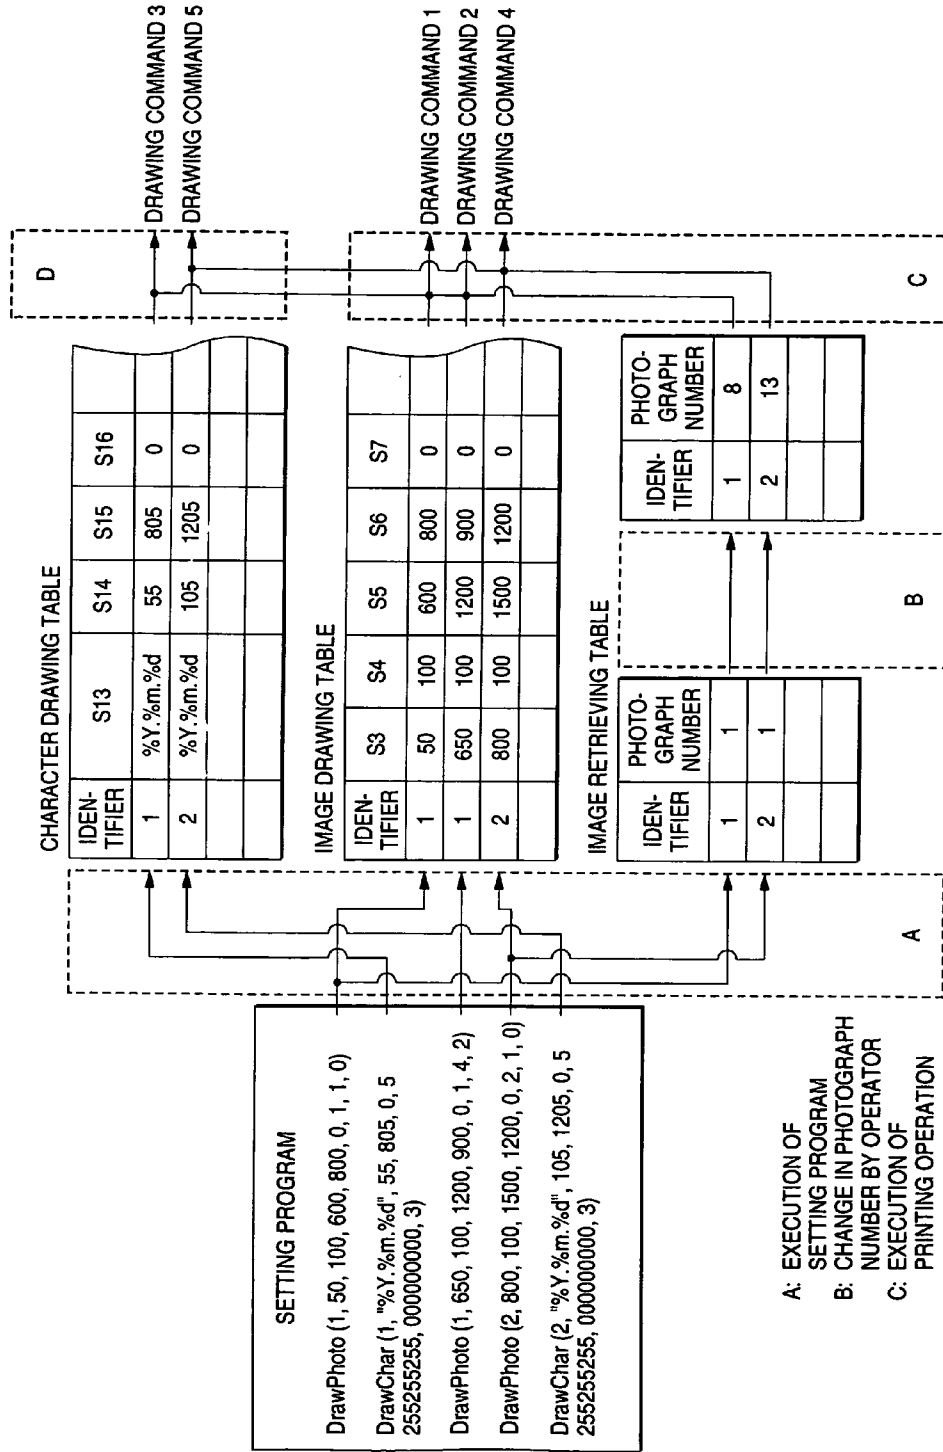 SETTING PROGRAM
DrawPhoto (1, 50, 100, 600, 800, 0, 1, 1, 0)
DrawChar (1, "%Y.%m.%d", 55, 805, 0, 5
255255255, 000000000, 3)
DrawPhoto (1, 650, 100, 1200, 900, 0, 1, 4, 2)
DrawPhoto (2, 800, 100, 1500, 1200, 0, 2, 1, 0)
DrawChar (2, "%Y.%m.%d", 105, 1205, 0, 5
255255255, 000000000, 3)
A: EXECUTION OF
SETTING PROGRAM
B: CHANGE IN PHOTOGRAPH
NUMBER BY OPERATOR
C: EXECUTION OF
PRINTING OPERATION
A
CHARACTER DRAWING TABLE
IDEN-
TIFIER S13 S14 S15 S16
1 %Y.%m.%d 55 805 0
2 %Y.%m.%d 105 1205 0
D
DRAWING COMMAND 3
DRAWING COMMAND 5
IMAGE DRAWING TABLE
IDEN-
TIFIER S3 S4 S5 S6 S7
1 50 100 600 800 0
1 650 100 1200 900 0
2 800 100 1500 1200 0
DRAWING COMMAND 1
DRAWING COMMAND 2
DRAWING COMMAND 4
IMAGE RETRIEVING TABLE
IDEN-
TIFIER
PHOTO-
GRAPH
NUMBER
1 1
2 1
B
IDEN-
TIFIER
PHOTO-
GRAPH
NUMBER
1 8
2 13
C